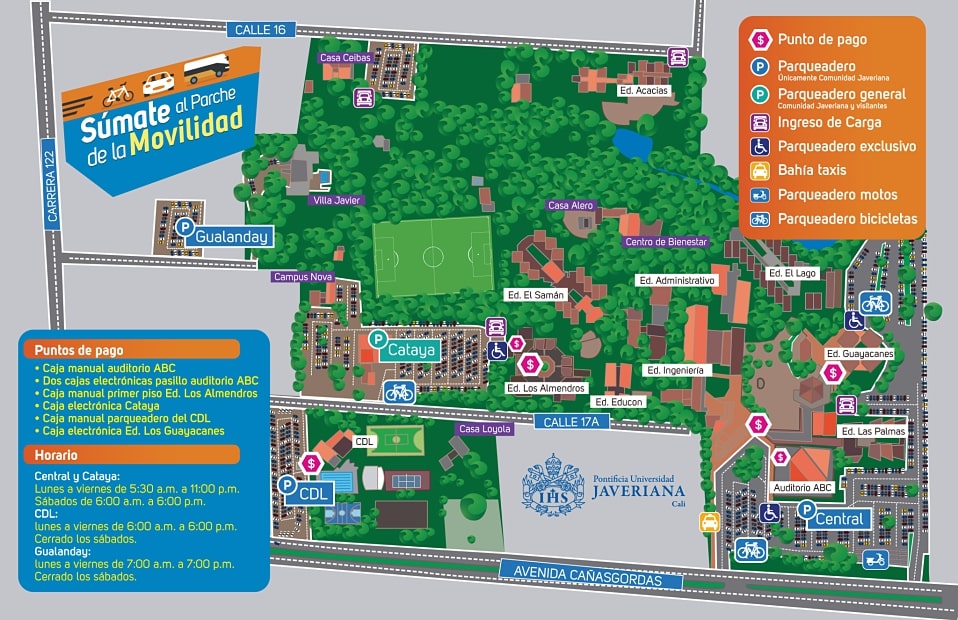 CALLE 16
Súmate al Parche
de la Movilidad
CARRERA 122
Casa Ceibas
Ed. Acacias
$ Punto de pago
P Parqueadero
Únicamente Comunidad Javeriana
P Parqueadero general
Comunidad Javeriana y visitantes
Ingreso de Carga
Parqueadero exclusivo
Bahía taxis
Parqueadero motos
Parqueadero bicicletas
Villa Javier
Casa Alero
P Gualanday
Centro de Bienestar
Campus Nova
Ed. El Samán
Ed. Administrativo
Ed. El Lago
P Cataya
$
$
Ed. Los Almendros
Ed. Educon
Ed. Ingeniería
Ed. Guayacanes
$
CALLE 17A
Casa Loyola
CDL
$
P CDL
$
Ed. Las Palmas
$
Auditorio ABC
P Central
IHS
Pontificia Universidad
JAVERIANA
Cali
AVENIDA CAÑASGORDAS
Puntos de pago
• Caja manual auditorio ABC
• Dos cajas electrónicas pasillo auditorio ABC
• Caja manual primer piso Ed. Los Almendros
• Caja electrónica Cataya
• Caja manual parqueadero del CDL
• Caja electrónica Ed. Los Guayacanes
Horario
Central y Cataya:
Lunes a viernes de 5:30 a.m. a 11:00 p.m.
Sábados de 6:00 a.m. a 6:00 p.m.
CDL:
lunes a viernes de 6:00 a.m. a 6:00 p.m.
Cerrado los sábados.
Gualanday:
lunes a viernes de 7:00 a.m. a 7:00 p.m.
Cerrado los sábados.